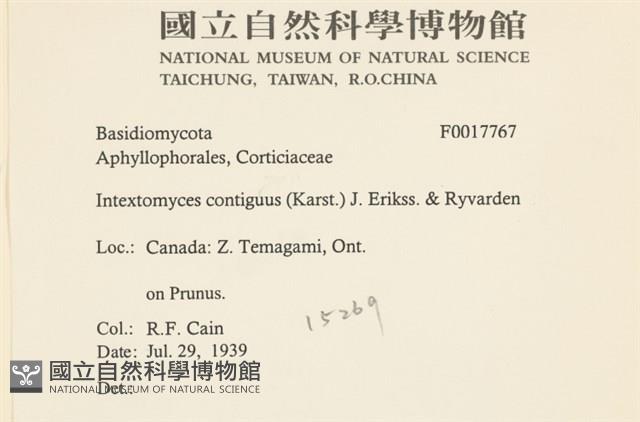 國立自然科學博物館
NATIONAL MUSEUM OF NATURAL SCIENCE
TAICHUNG, TAIWAN, R.O.CHINA
Basidiomycota F0017767
Aphyllophorales, Corticiaceae
Intextomyces contiguus (Karst.) J. Erikss. & Ryvarden
Loc.: Canada: Z. Temagami, Ont.
on Prunus.
15269
Col.: R.F. Cain
Date: Jul. 29, 1939
Det.:
國立自然科學博物館
NATIONAL MUSEUM OF NATURAL SCIENCE